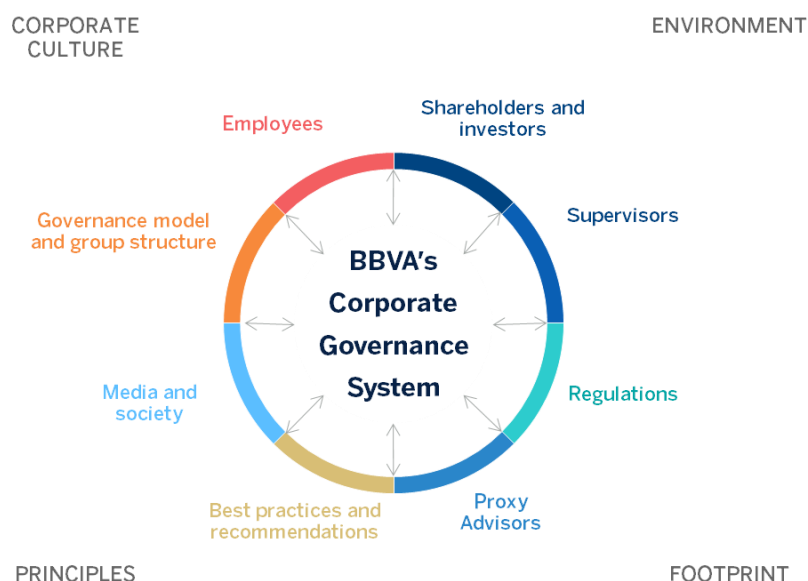 CORPORATE
CULTURE
ENVIRONMENT
Shareholders and
investors
Employees
Supervisors
Governance model
and group structure
BBVA's
Corporate
Governance
System
Regulations
Media and
society
Proxy
Advisors
Best practices and
recommendations
PRINCIPLES
FOOTPRINT